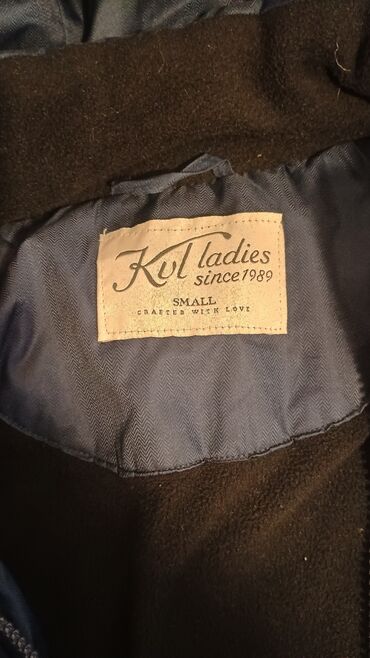 Kvl ladies
since 1989
SMALL
CRAFTED WITH LOVE